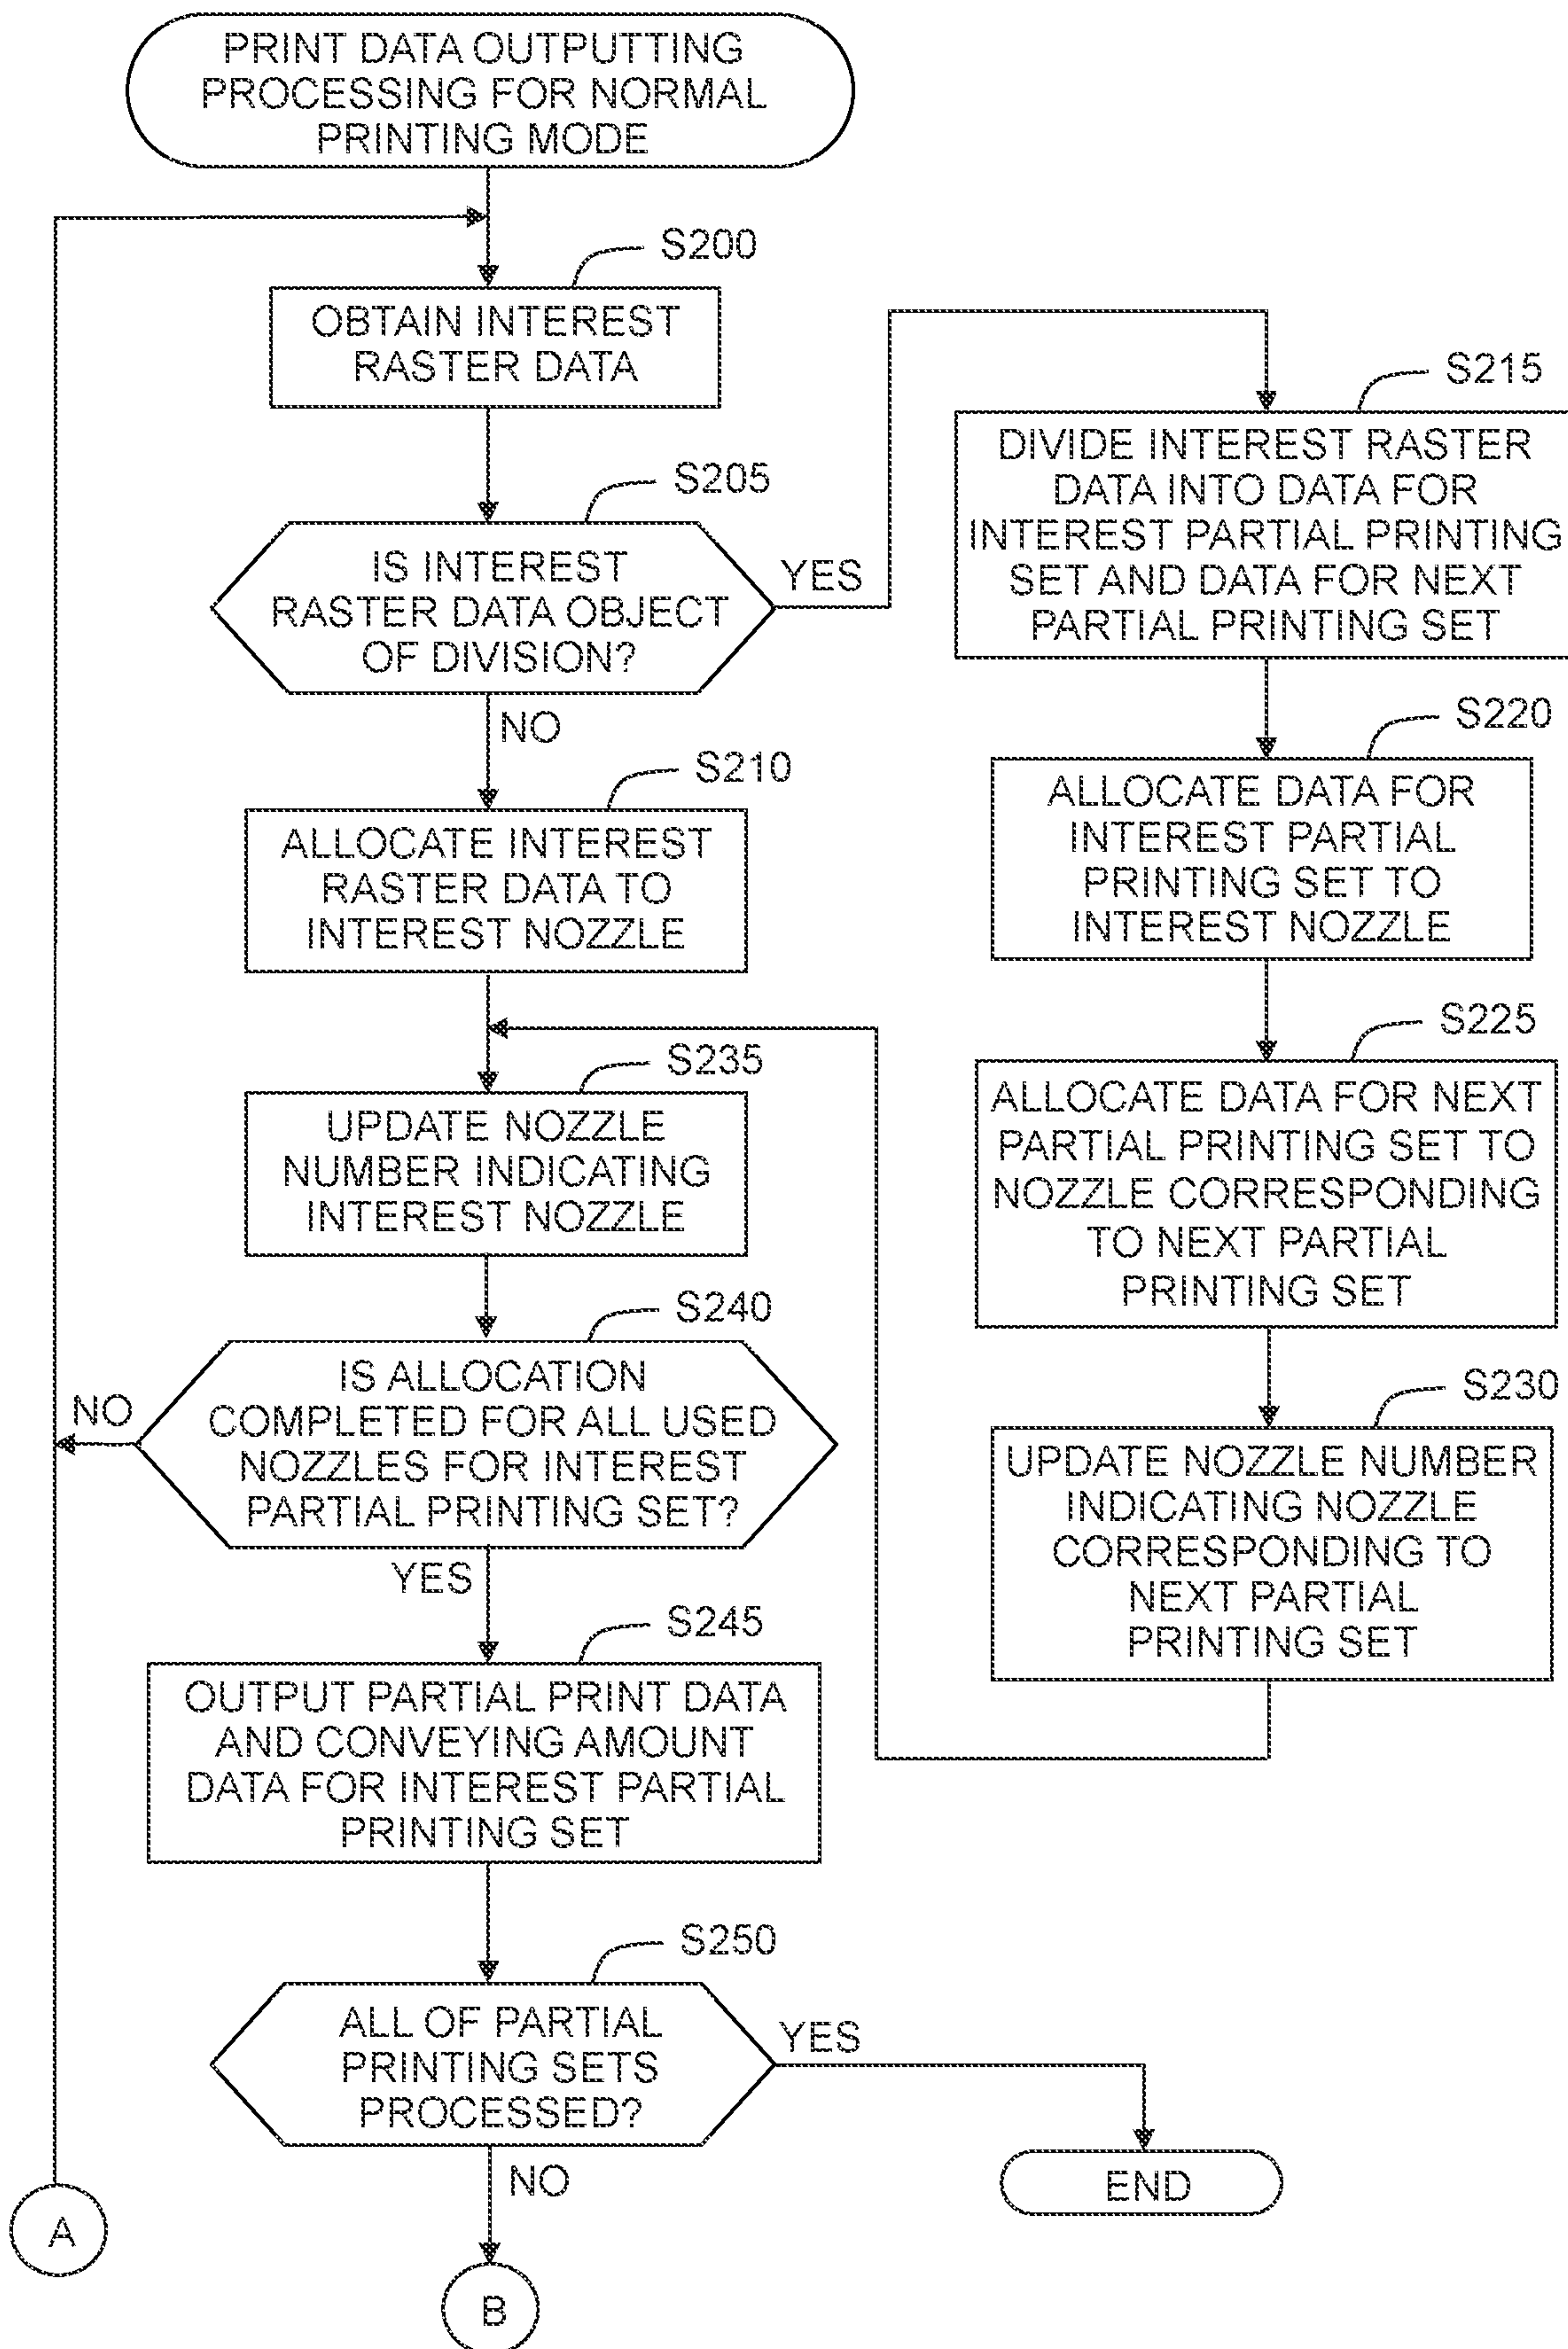 PRINT DATA OUTPUTTING
PROCESSING FOR NORMAL
PRINTING MODE
S200
OBTAIN INTEREST
RASTER DATA
S205
IS INTEREST
RASTER DATA OBJECT
OF DIVISION?
YES
NO
S210
ALLOCATE INTEREST
RASTER DATA TO
INTEREST NOZZLE
S215
DIVIDE INTEREST RASTER
DATA INTO DATA FOR
INTEREST PARTIAL PRINTING
SET AND DATA FOR NEXT
PARTIAL PRINTING SET
S220
ALLOCATE DATA FOR
INTEREST PARTIAL
PRINTING SET TO
INTEREST NOZZLE
S225
ALLOCATE DATA FOR NEXT
PARTIAL PRINTING SET TO
NOZZLE CORRESPONDING
TO NEXT PARTIAL
PRINTING SET
S230
UPDATE NOZZLE NUMBER
INDICATING NOZZLE
CORRESPONDING TO
NEXT PARTIAL
PRINTING SET
S235
UPDATE NOZZLE
NUMBER INDICATING
INTEREST NOZZLE
S240
IS ALLOCATION
COMPLETED FOR ALL USED
NOZZLES FOR INTEREST
PARTIAL PRINTING SET?
NO
YES
S245
OUTPUT PARTIAL PRINT DATA
AND CONVEYING AMOUNT
DATA FOR INTEREST PARTIAL
PRINTING SET
S250
ALL OF PARTIAL
PRINTING SETS
PROCESSED?
YES
END
NO
A
B